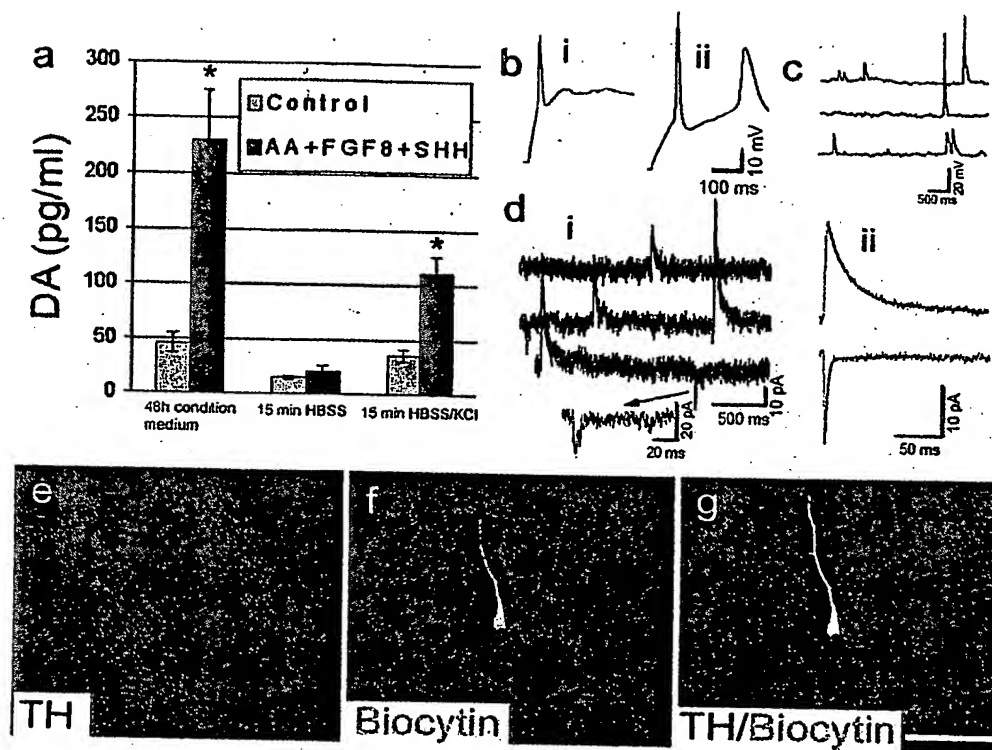 a
300
250
200
150
100
50
0
DA (pg/ml)
*
*
Control
AA+FGF8+SHH
48h condition
medium
15 min HBSS
15 min HBSS/KCl
b
i
ii
10 mV
100 ms
c
20 mV
500 ms
d
i
10 pA
500 ms
20 pA
20 ms
ii
10 pA
50 ms
e
TH
f
Biocytin
g
TH/Biocytin